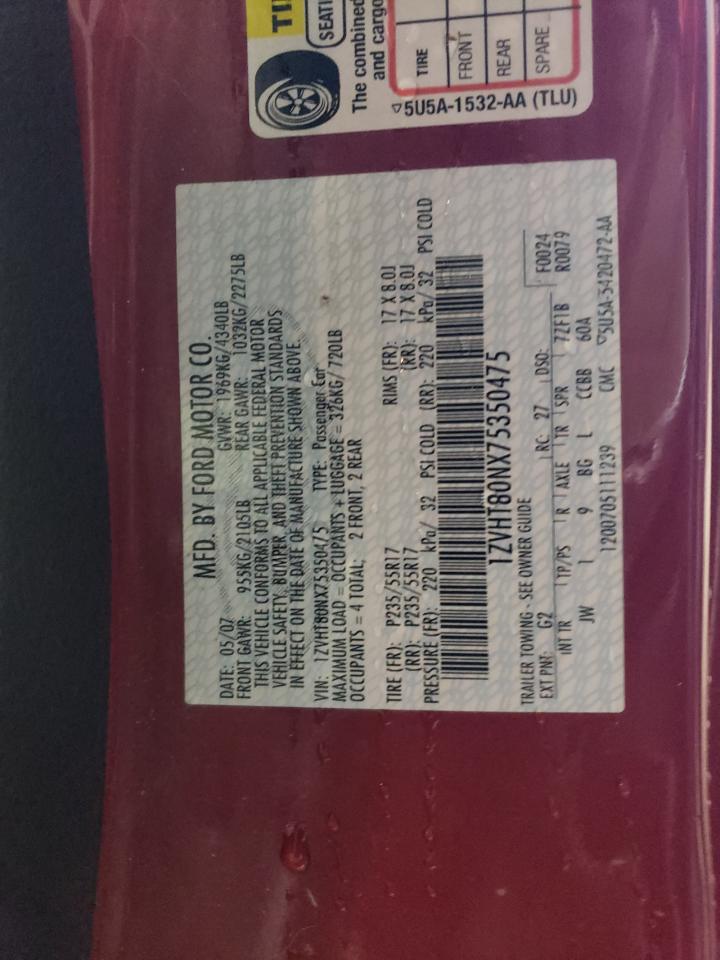 TI
SEATI
The combined
and cargo
TIRE
FRONT
REAR
SPARE
▽5U5A-1532-AA (TLU)
MFD. BY FORD MOTOR CO.
DATE: 05/07 GVWR: 1969KG/4340LB
FRONT GAWR: 959KG/2105LB REAR GAWR: 1032KG/2275LB
THIS VEHICLE CONFORMS TO ALL APPLICABLE FEDERAL MOTOR
VEHICLE SAFETY, BUMPER, AND THEFT PREVENTION STANDARDS
IN EFFECT ON THE DATE OF MANUFACTURE SHOWN ABOVE.
VIN: 1ZVHT80NX75350475 TYPE: Passenger Car
MAXIMUM LOAD = OCCUPANTS + LUGGAGE = 326KG/ 720LB
OCCUPANTS = 4 TOTAL; 2 FRONT, 2 REAR
TIRE (FR): P235/55R17 RIMS (FR): 17 X 8.0J
(RR): P235/55R17 (RR): 17 X 8.0J
PRESSURE (FR): 220 kPa/ 32 PSI COLD (RR): 220 kPa/ 32 PSI COLD
1ZVHT80NX75350475
TRAILER TOWING - SEE OWNER GUIDE
EXT PNT: G2 RC: 27 DSO: F0024
R0079
INT TR TP/PS R AXLE TR SPR 7ZF1B
JW 1 9 BG L CCBB 60A
1200705111239 CMC ▽5U5A-5420472-AA